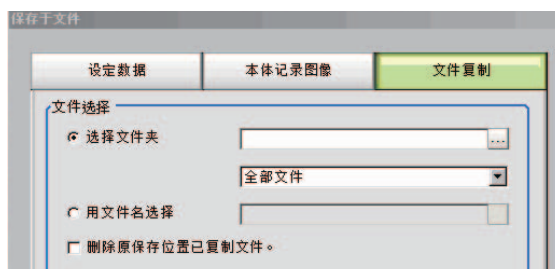 保存于文件
设定数据 本体记录图像 文件复制
文件选择
选择文件夹 ...
全部文件
用文件名选择
删除原保存位置已复制文件。